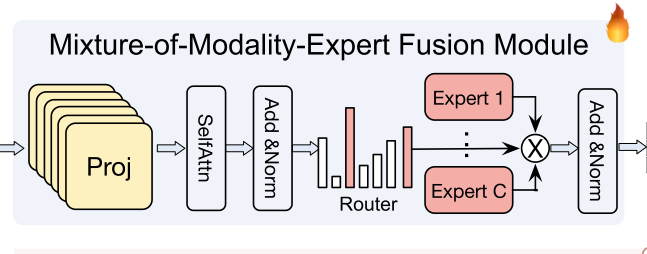 Mixture-of-Modality-Expert Fusion Module
Proj
SelfAttn
Add &Norm
Router
Expert 1
Expert C
X
Add &Norm